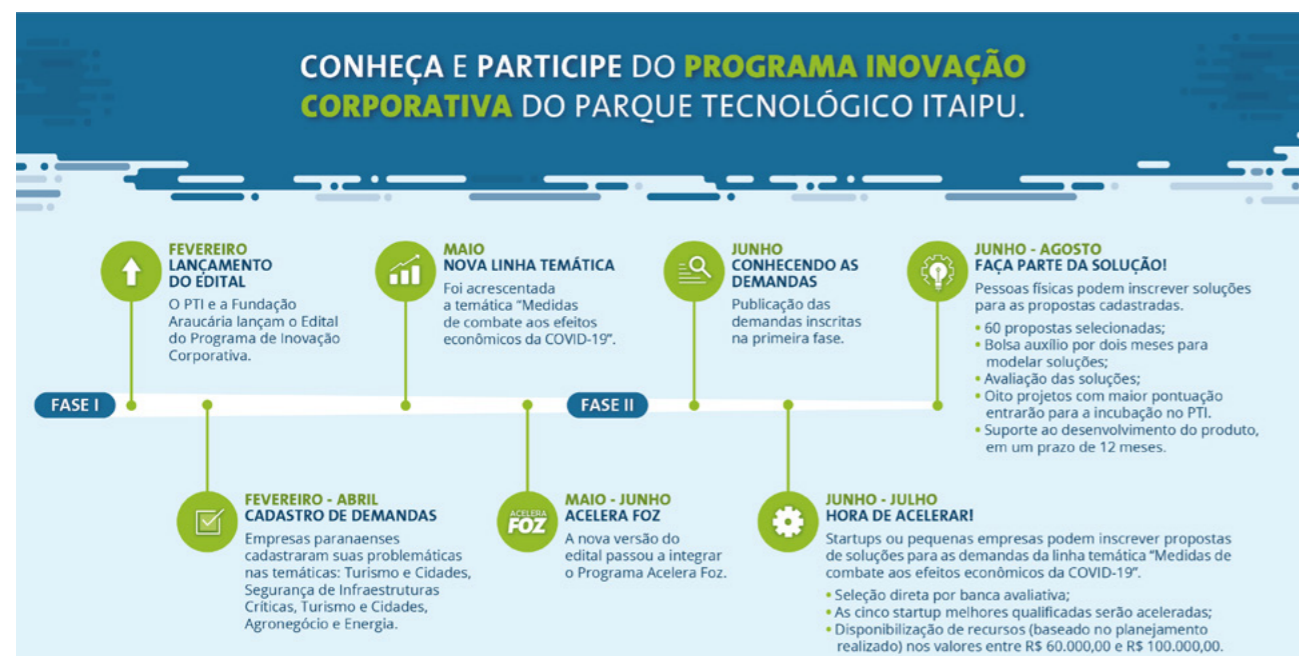 CONHEÇA E PARTICIPE DO PROGRAMA INOVAÇÃO
CORPORATIVA DO PARQUE TECNOLÓGICO ITAIPU.
FEVEREIRO
LANÇAMENTO
DO EDITAL
O PTI e a Fundação
Araucária lançam o Edital
do Programa de Inovação
Corporativa.
MAIO
NOVA LINHA TEMÁTICA
Foi acrescentada
a temática “Medidas
de combate aos efeitos
econômicos da COVID-19”.
JUNHO
CONHECENDO AS
DEMANDAS
Publicação das
demandas inscritas
na primeira fase.
JUNHO - AGOSTO
FAÇA PARTE DA SOLUÇÃO!
Pessoas físicas podem inscrever soluções
para as propostas cadastradas.
• 60 propostas selecionadas;
• Bolsa auxílio por dois meses para
modelar soluções;
• Avaliação das soluções;
• Oito projetos com maior pontuação
entrarão para a incubação no PTI.
• Suporte ao desenvolvimento do produto,
em um prazo de 12 meses.
FASE I
FASE II
FEVEREIRO - ABRIL
CADASTRO DE DEMANDAS
Empresas paranaenses
cadastraram suas problemáticas
nas temáticas: Turismo e Cidades,
Segurança de Infraestruturas
Críticas, Turismo e Cidades,
Agronegócio e Energia.
ACELERA
FOZ
MAIO - JUNHO
ACELERA FOZ
A nova versão do
edital passou a integrar
o Programa Acelera Foz.
JUNHO - JULHO
HORA DE ACELERAR!
Startups ou pequenas empresas podem inscrever propostas
de soluções para as demandas da linha temática “Medidas de
combate aos efeitos econômicos da COVID-19”.
• Seleção direta por banca avaliativa;
• As cinco startup melhores qualificadas serão aceleradas;
• Disponibilização de recursos (baseado no planejamento
realizado) nos valores entre R$ 60.000,00 e R$ 100.000,00.